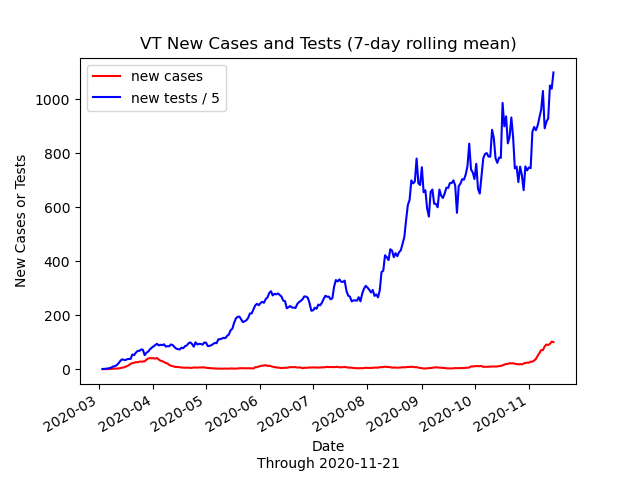 VT New Cases and Tests (7-day rolling mean)
new cases
new tests / 5
New Cases or Tests
1000
800
600
400
200
0
2020-03
2020-04
2020-05
2020-06
2020-07
2020-08
2020-09
2020-10
2020-11
Date
Through 2020-11-21